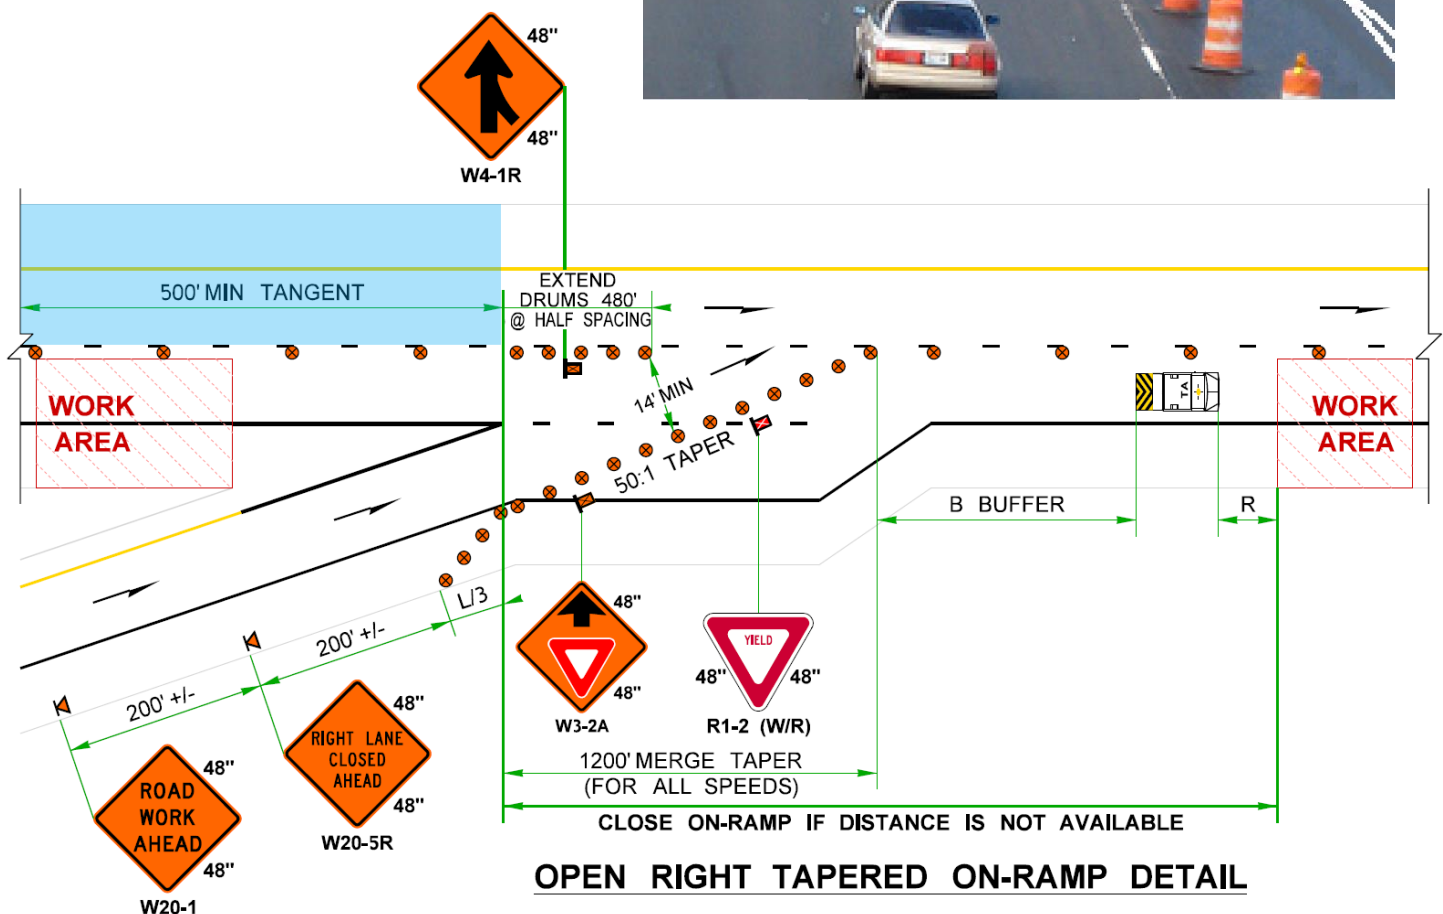 48"
48"
W4-1R
500' MIN TANGENT
EXTEND
DRUMS 480'
@ HALF SPACING
14' MIN
WORK
AREA
50:1 TAPER
TA
WORK
AREA
B BUFFER
R
L/3
200' +/-
200' +/-
48"
48"
W3-2A
YIELD
48"
48"
R1-2 (W/R)
RIGHT LANE
CLOSED
AHEAD
48"
48"
W20-5R
ROAD
WORK
AHEAD
48"
48"
W20-1
1200' MERGE TAPER
(FOR ALL SPEEDS)
CLOSE ON-RAMP IF DISTANCE IS NOT AVAILABLE
OPEN RIGHT TAPERED ON-RAMP DETAIL